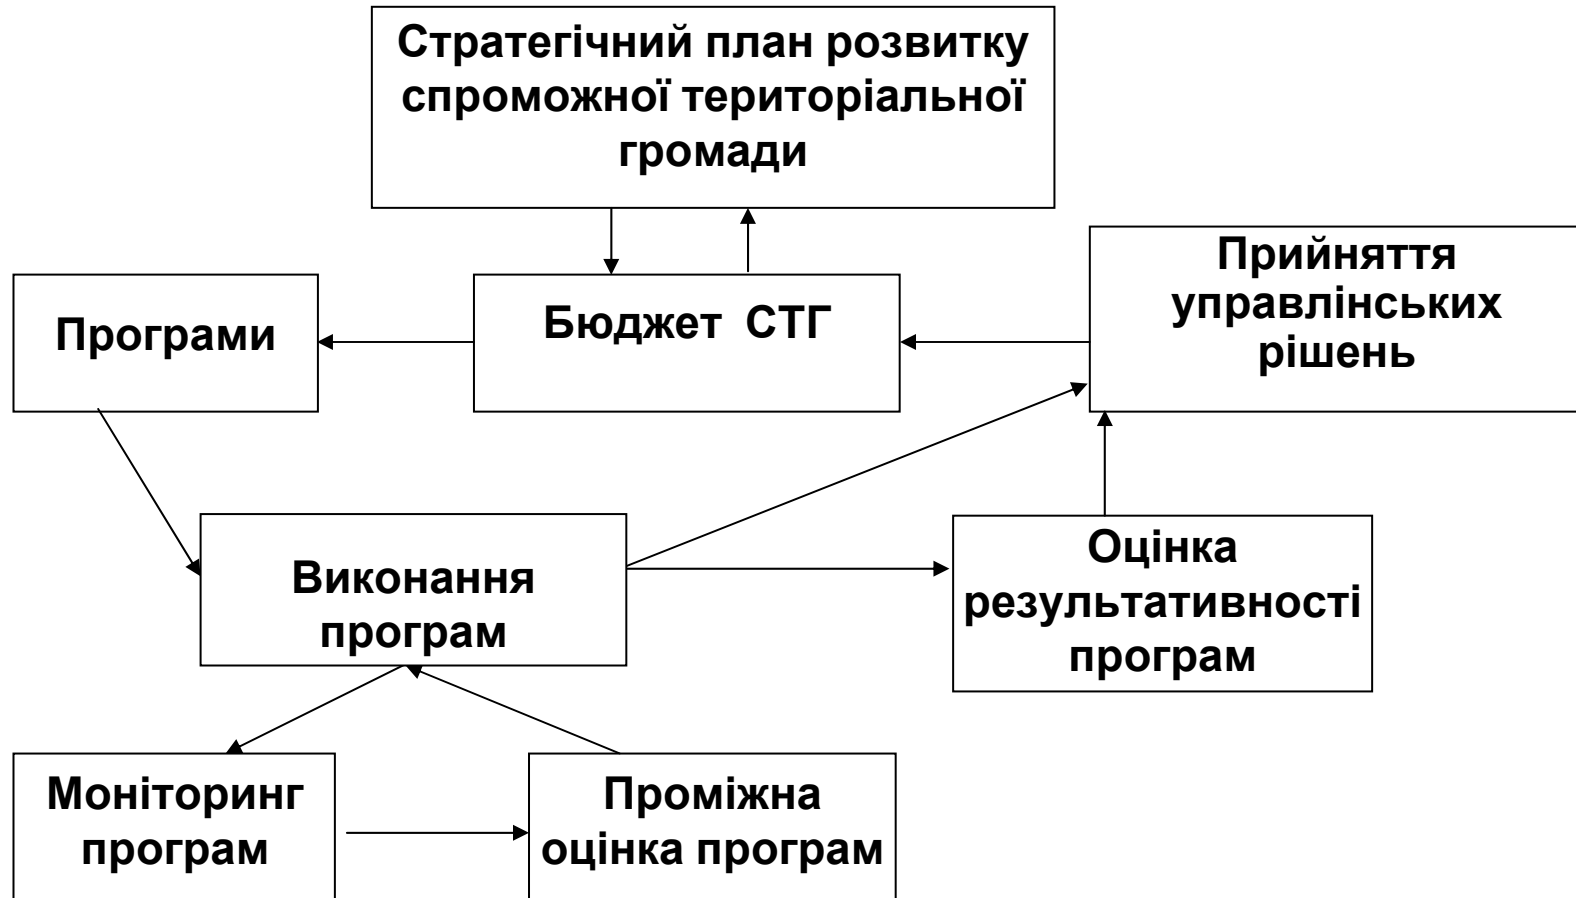 Стратегічний план розвитку
спроможної територіальної
громади
Прийняття
управлінських
рішень
Програми
Бюджет СТГ
Виконання
програм
Оцінка
результативності
програм
Моніторинг
програм
Проміжна
оцінка програм